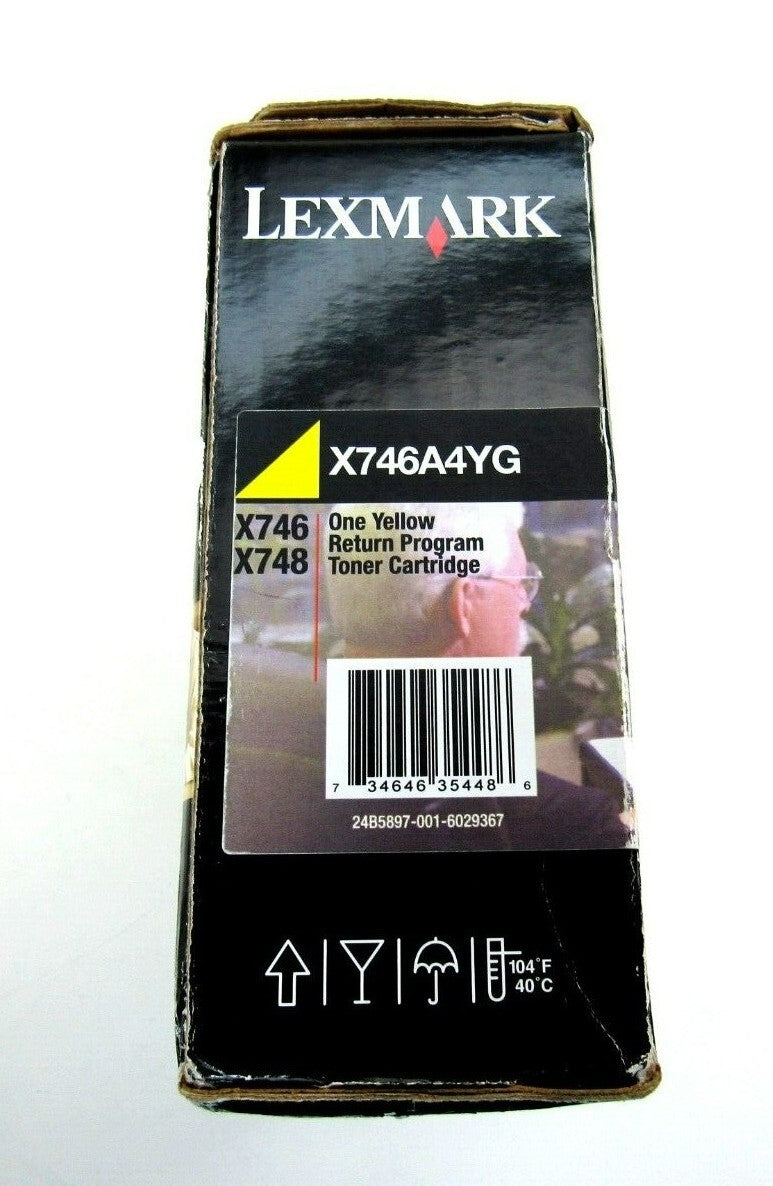 LEXMARK
X746A4YG
X746
X748
One Yellow
Return Program
Toner Cartridge
7 34646 35448 6
24B5897-001-6029367
104°F
40°C